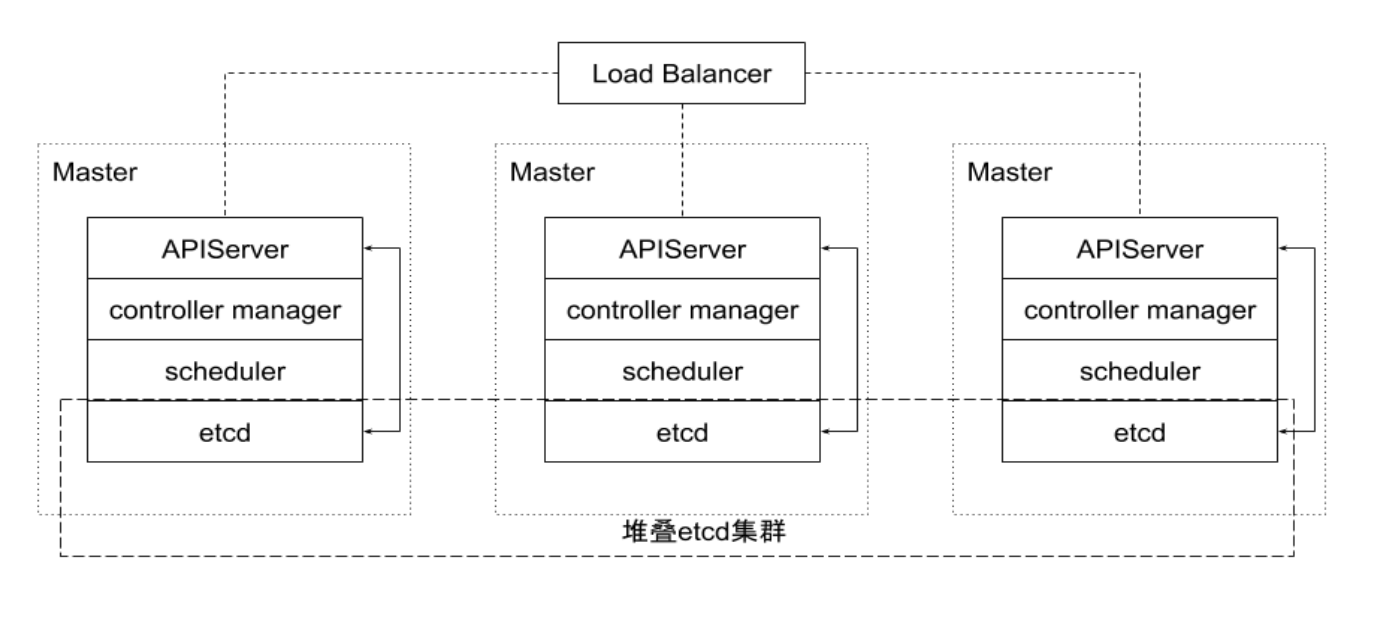 Load Balancer
Master
APIServer
controller manager
scheduler
etcd
Master
APIServer
controller manager
scheduler
etcd
Master
APIServer
controller manager
scheduler
etcd
堆叠etcd集群